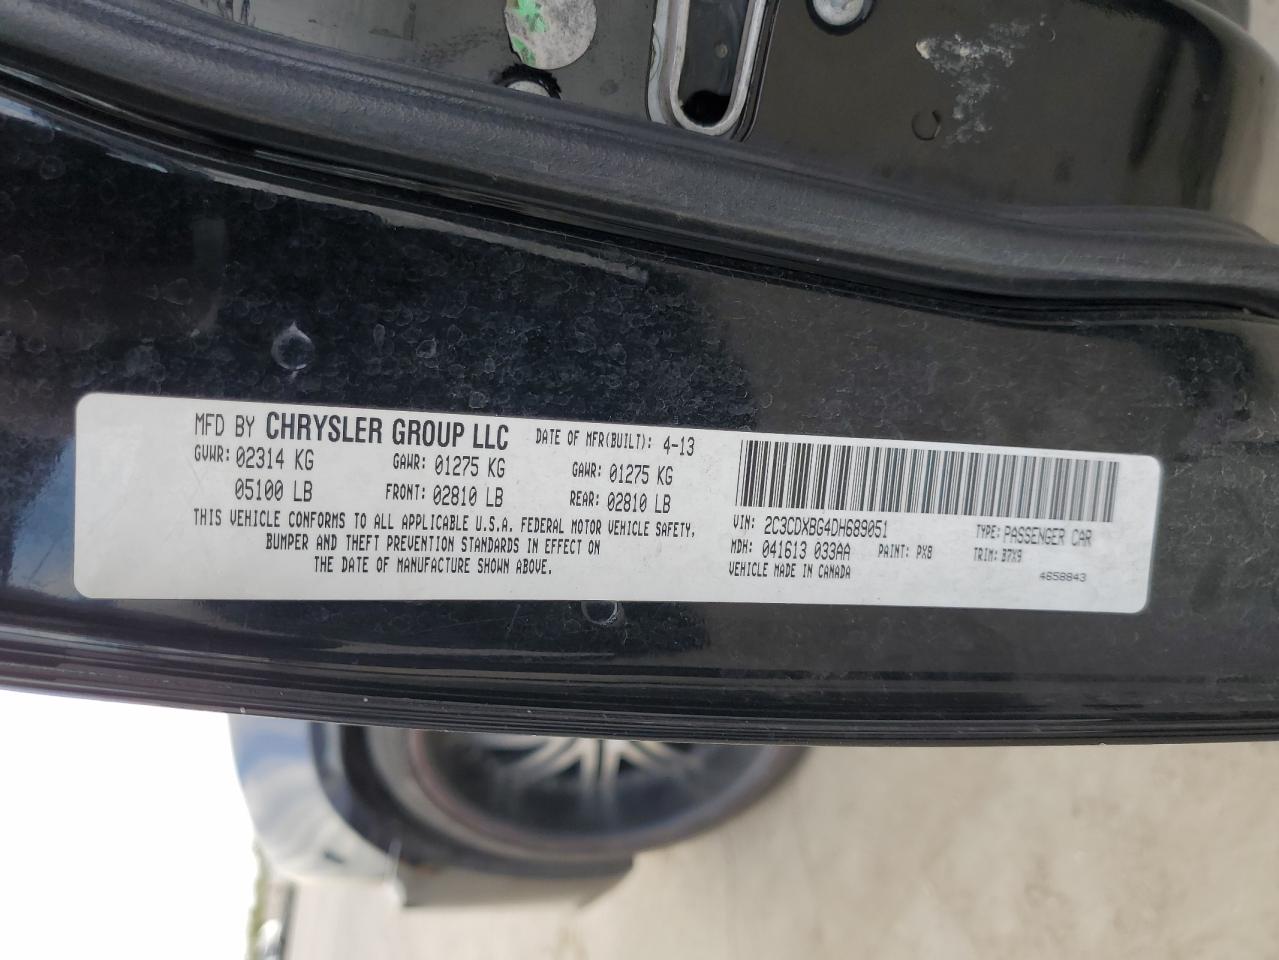 MFD BY CHRYSLER GROUP LLC DATE OF MFR(BUILT): 4-13
GVWR: 02314 KG GAWR: 01275 KG GAWR: 01275 KG
05100 LB FRONT: 02810 LB REAR: 02810 LB
THIS VEHICLE CONFORMS TO ALL APPLICABLE U.S.A. FEDERAL MOTOR VEHICLE SAFETY,
BUMPER AND THEFT PREVENTION STANDARDS IN EFFECT ON
THE DATE OF MANUFACTURE SHOWN ABOVE.
VIN: 2C3CDXBG4DH689051 TYPE: PASSENGER CAR
MDH: 041613 033AA PAINT: PX8 TRIM: B7X9
VEHICLE MADE IN CANADA 4658843